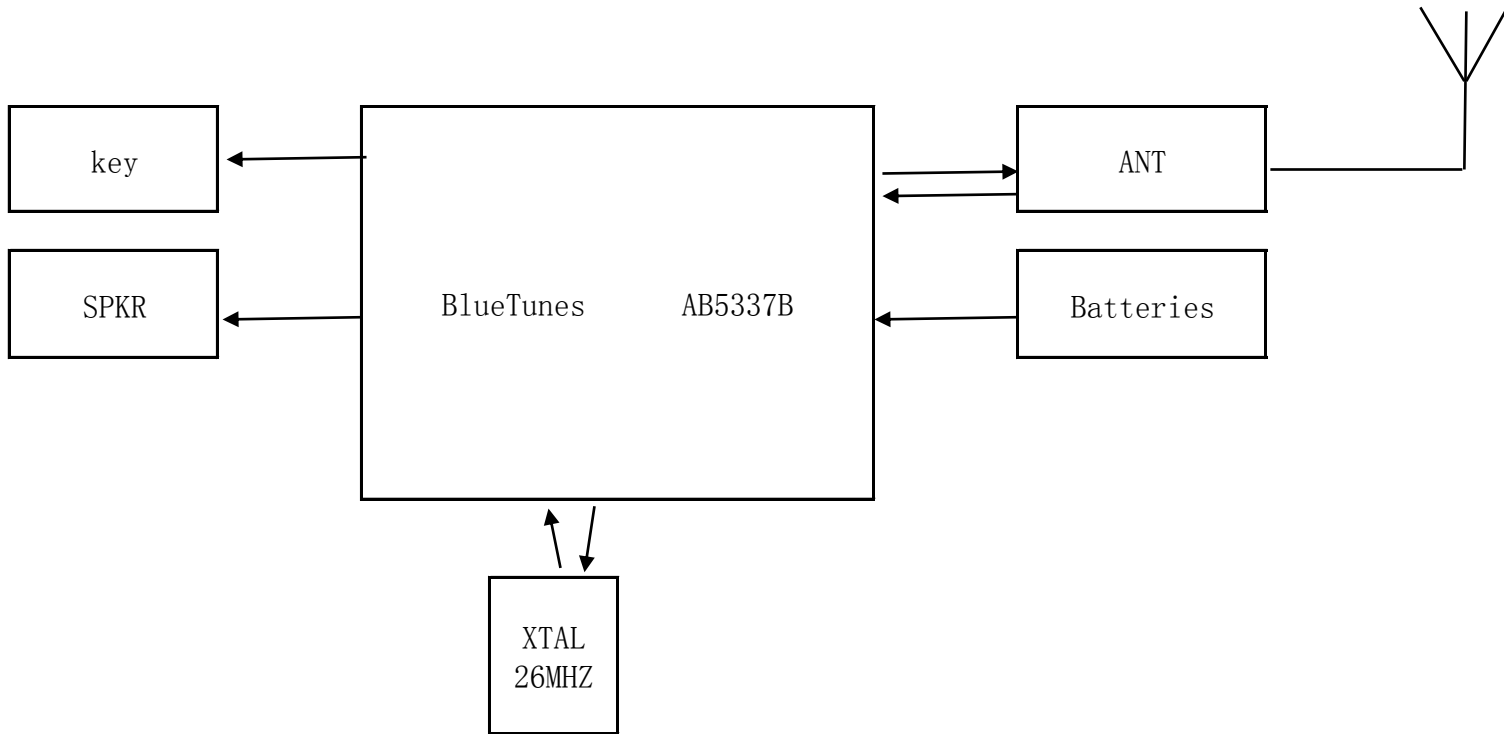 key
ANT
SPKR
BlueTunes AB5337B
Batteries
XTAL
26MHZ